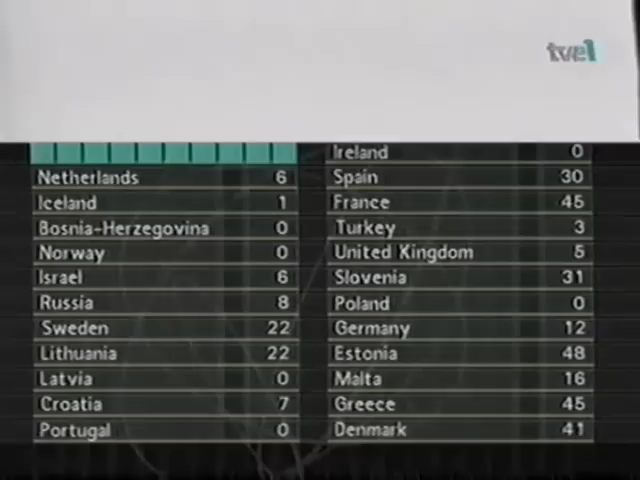 tve1
Ireland 0
Netherlands 6
Spain 30
Iceland 1
France 45
Bosnia-Herzegovina 0
Turkey 3
Norway 0
United Kingdom 5
Israel 6
Slovenia 31
Russia 8
Poland 0
Sweden 22
Germany 12
Lithuania 22
Estonia 48
Latvia 0
Malta 16
Croatia 7
Greece 45
Portugal 0
Denmark 41